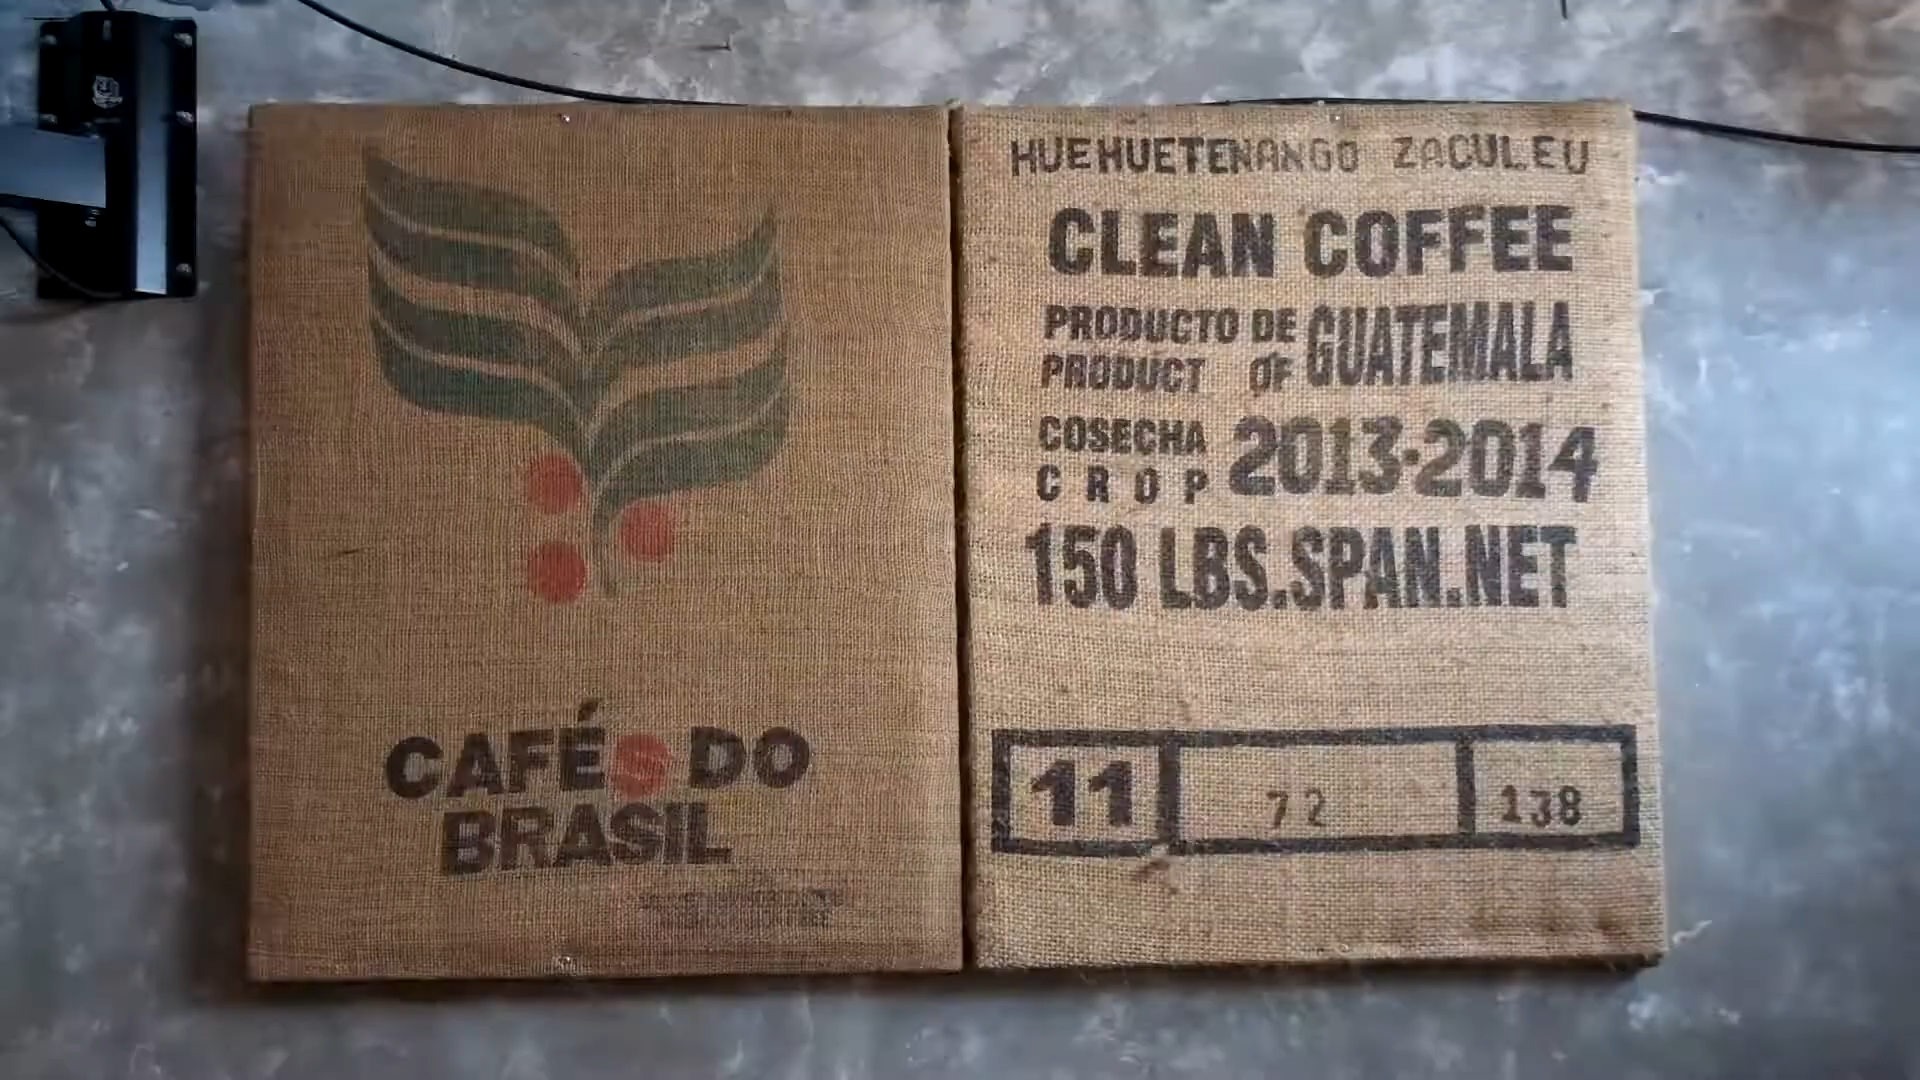 CAFÉS DO
BRASIL
HUEHUETENANGO ZACULEU
CLEAN COFFEE
PRODUCTO DE GUATEMALA
PRODUCT OF
COSECHA 2013-2014
CROP
150 LBS.SPAN.NET
11 72 138